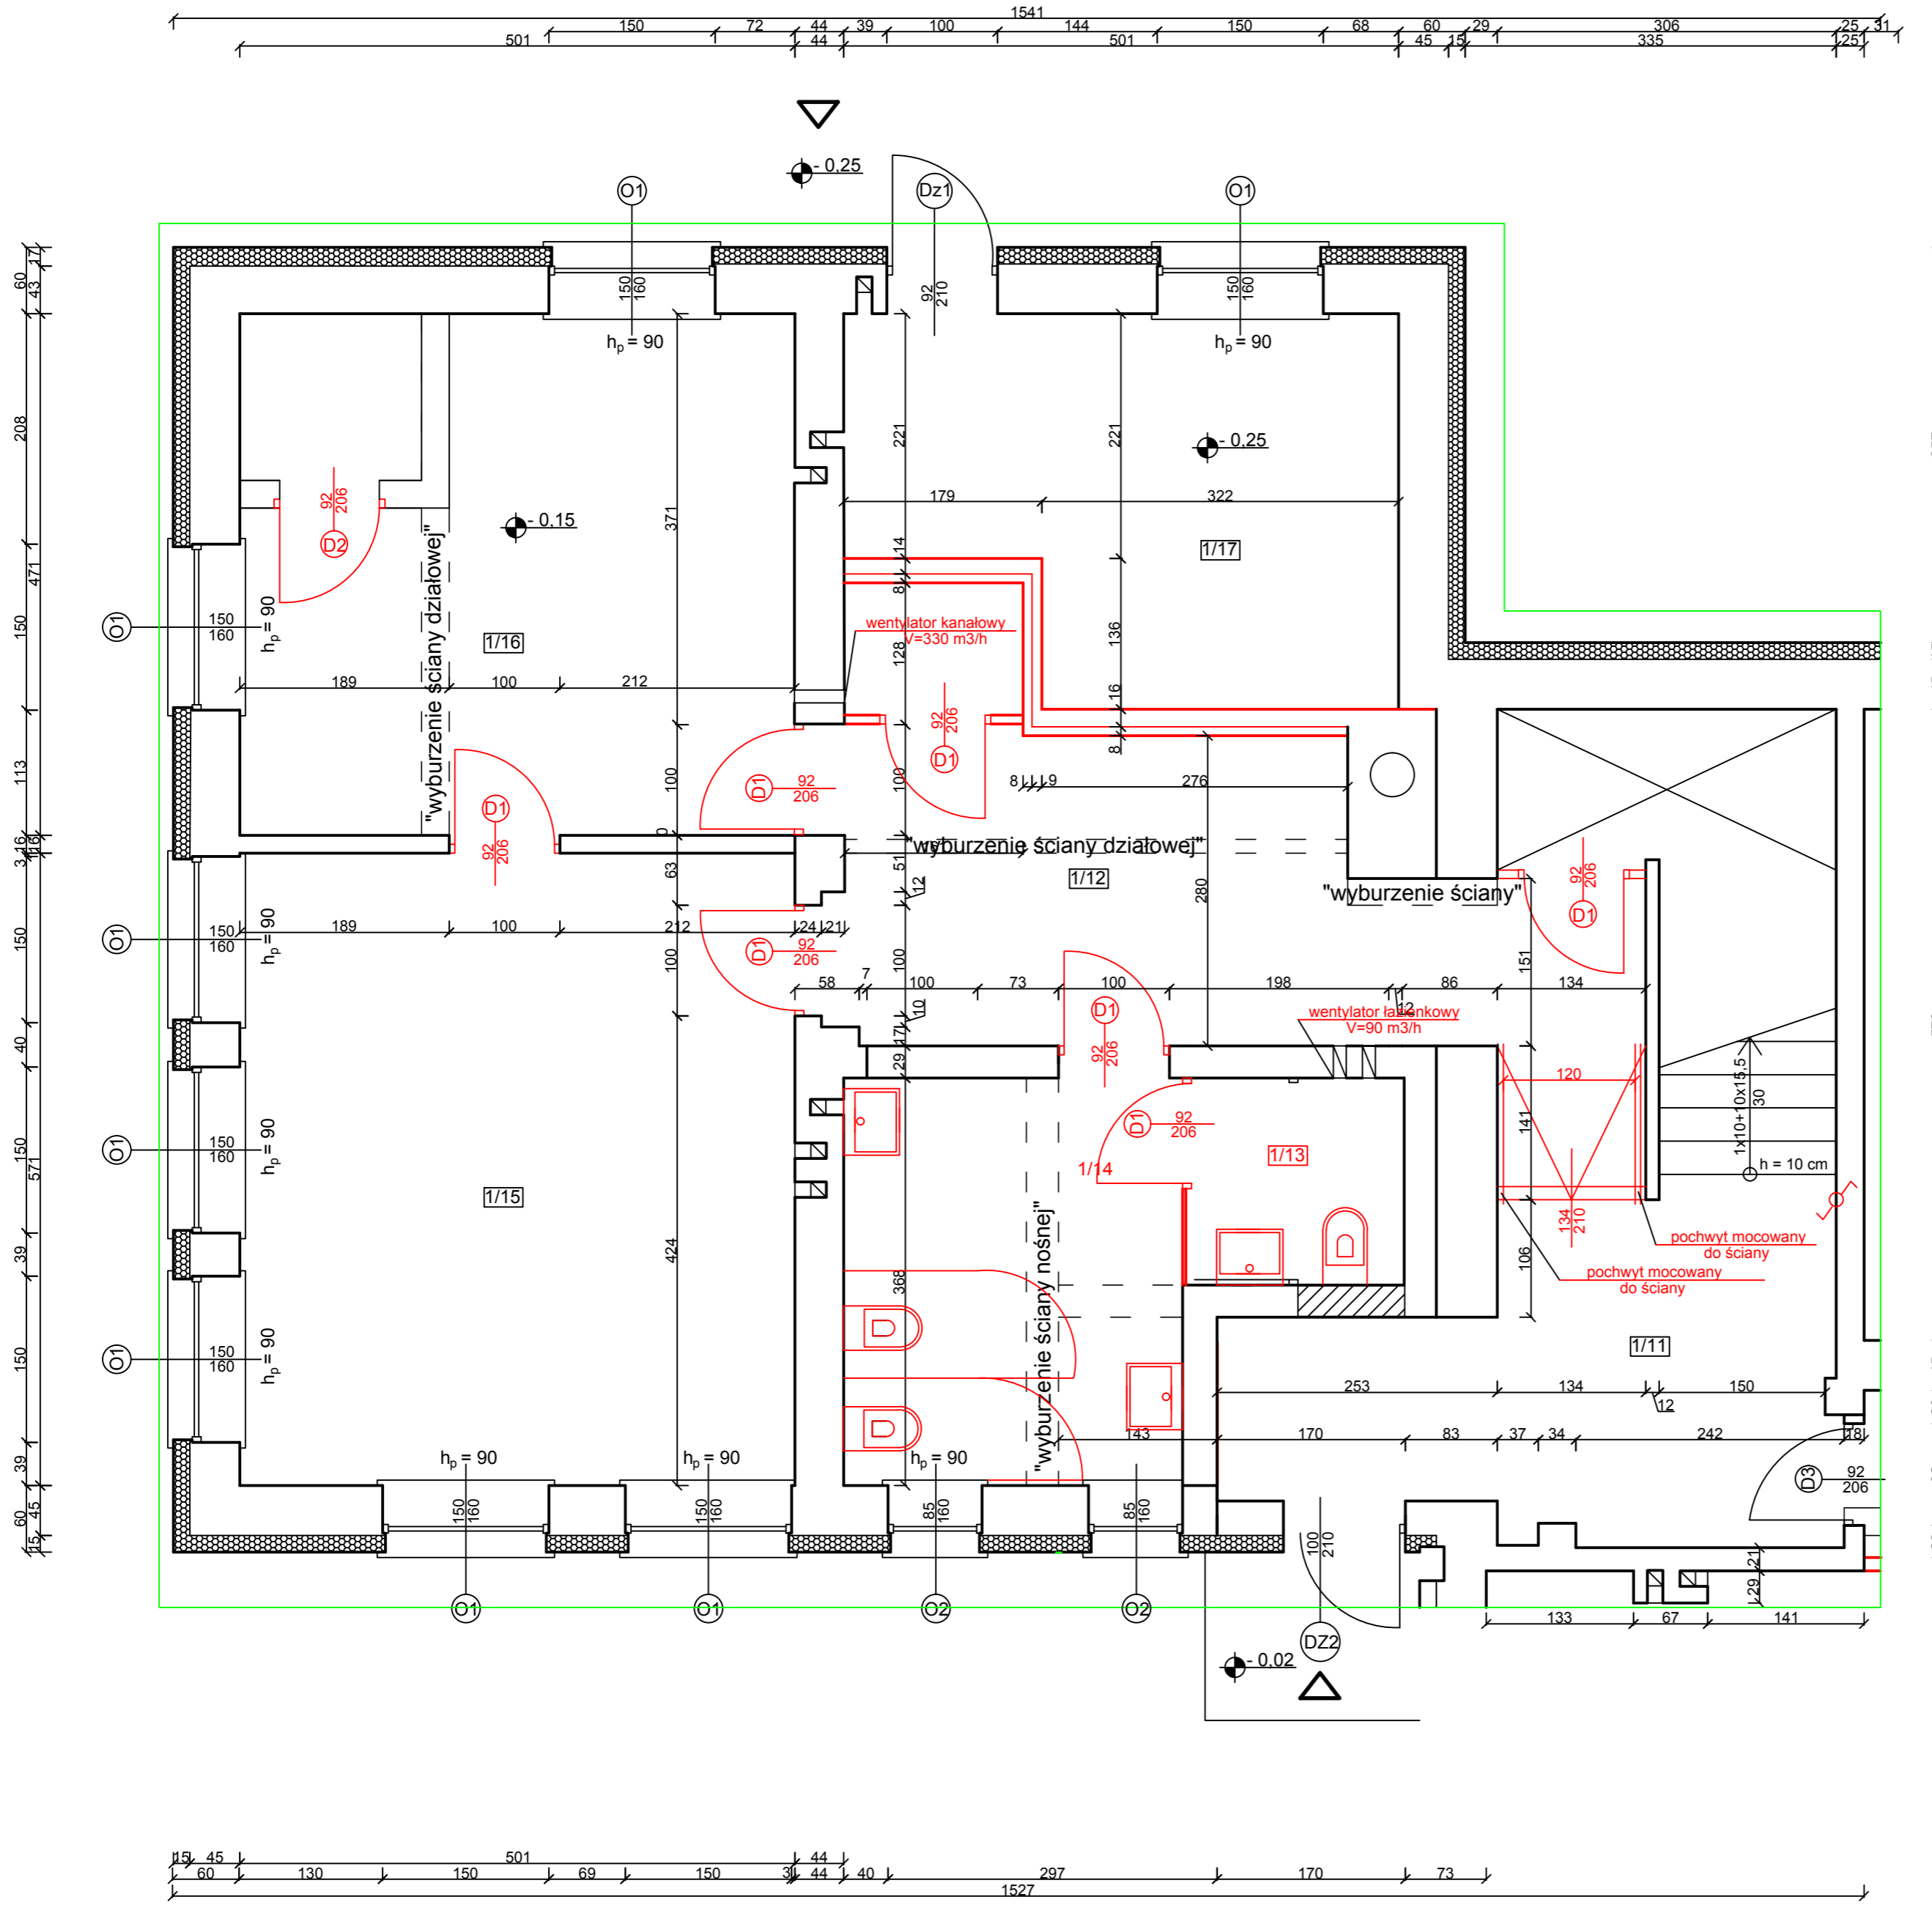 1541
150 72 44 39 100 144 150 68 60 29 306 25 31
501 44 501 45 15 335 25
- 0,25
O1 Dz1 O1
60 17
43
150
160
92
210
150
160
hp = 90
hp = 90
208
221
221
- 0,25
92
206
179 322
D2
- 0,15
371
"wyburzenie ściany działowej"
14
1/17
471
8
O1
150
160
hp = 90
150
1/16
wentylator kanałowy
V=330 m3/h
128
136
189 100 212
16
92
206
D1
8
113
D1
92
206
100
D1
92
206
100
8 9 276
"wyburzenie ściany działowej"
16
3
16
63
51
1/12
12
280
"wyburzenie ściany"
92
206
D1
O1
150
160
hp = 90
150
189 100 212 24 21
D1
92
206
100
100
151
7
58 100 73 100 198 86 134
12
10
D1
92
206
wentylator łazienkowy
V=90 m3/h
40
17
29
120
1x10+10x15,5
30
O1
150
160
hp = 90
150
571
D1
92
206
141
1/13
1/14
h = 10 cm
1/15
134
210
pochwyt mocowany
do ściany
39
424
368
"wyburzenie ściany nośnej"
106
pochwyt mocowany
do ściany
O1
150
160
hp = 90
150
1/11
253 134 150
12
143 170 83 37 34 242 18
39
hp = 90
hp = 90
hp = 90
D3
92
206
60
45
15
150
160
150
160
85
160
85
160
100
210
21
29
O1 O1 O2 O2
133 67 141
DZ2
- 0,02
15 45 501 44
60 130 150 69 150 3 44 40 297 170 73
1527